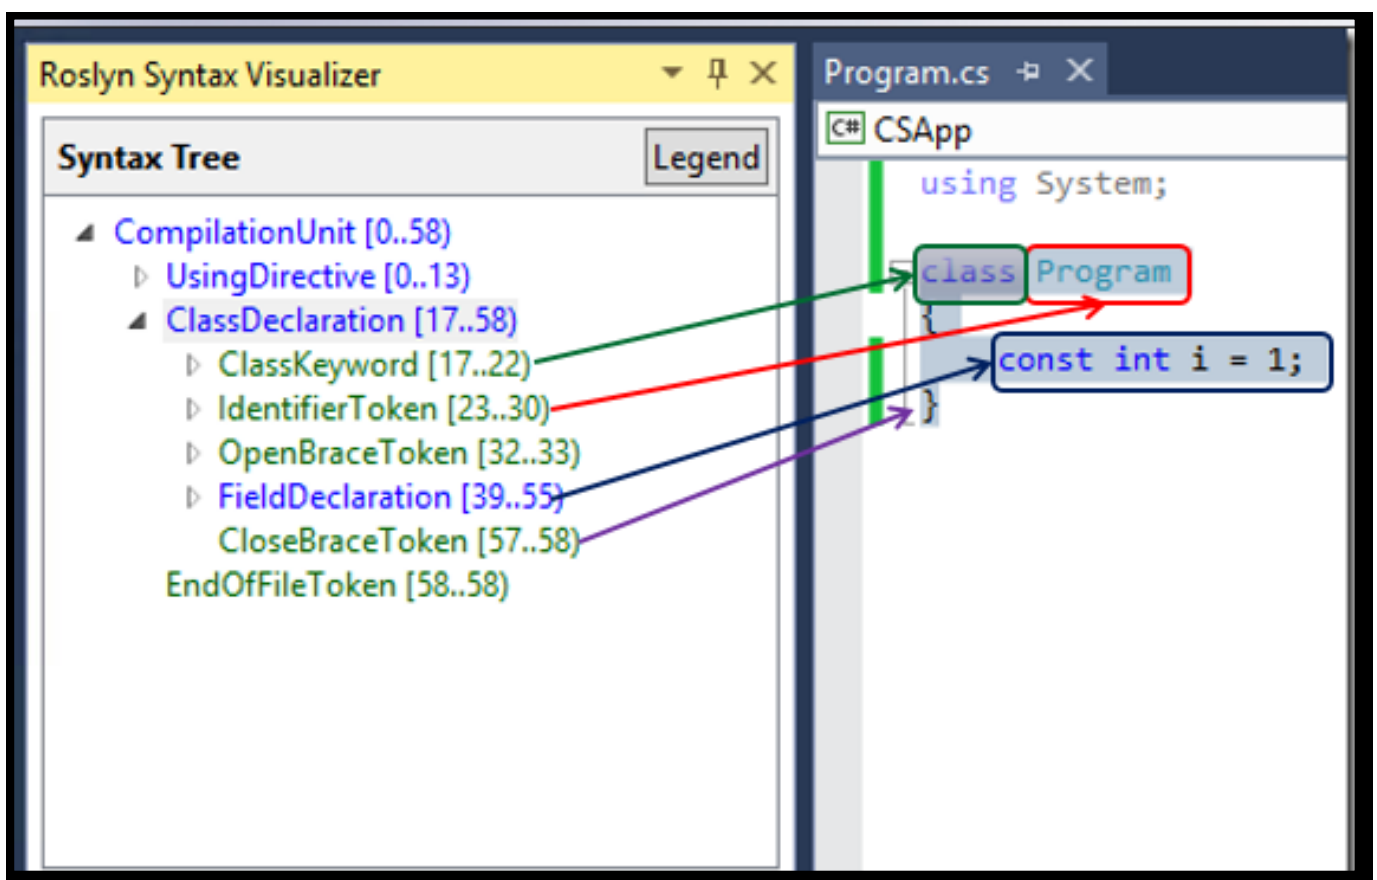 Roslyn Syntax Visualizer
Syntax Tree
Legend
CompilationUnit [0..58)
UsingDirective [0..13)
ClassDeclaration [17..58)
ClassKeyword [17..22)
IdentifierToken [23..30)
OpenBraceToken [32..33)
FieldDeclaration [39..55)
CloseBraceToken [57..58)
EndOfFileToken [58..58)
Program.cs
C# CSApp
using System;
class Program
{
const int i = 1;
}